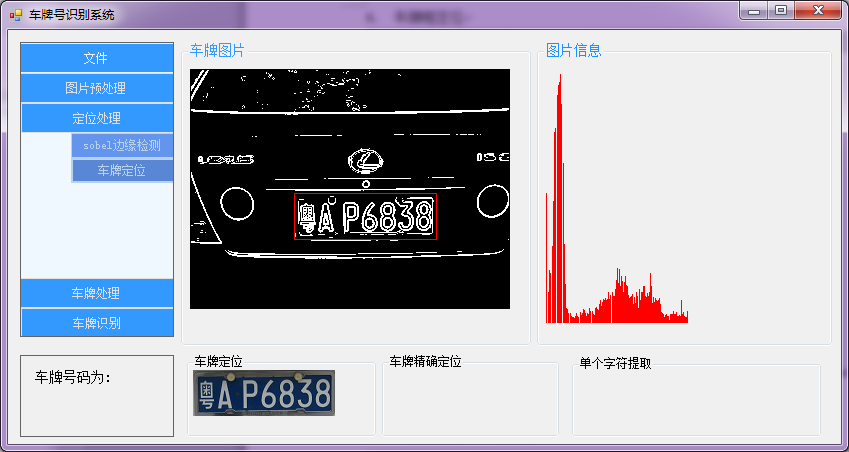 车牌号识别系统
文件
图片预处理
定位处理
sobel边缘检测
车牌定位
车牌处理
车牌识别
车牌号码为:
车牌图片
粤A P6838
图片信息
车牌定位
粤A P6838
车牌精确定位
单个字符提取